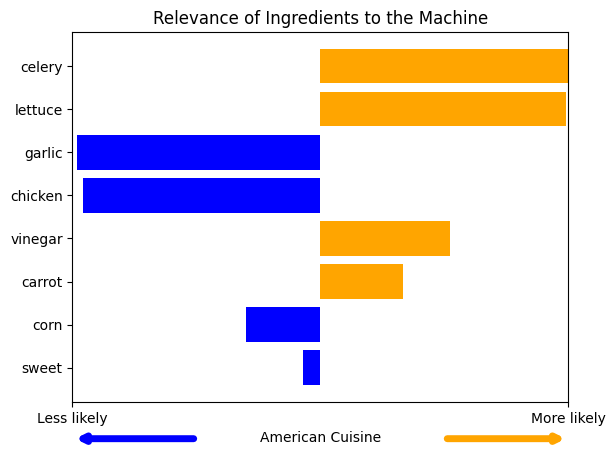 Relevance of Ingredients to the Machine
celery
lettuce
garlic
chicken
vinegar
carrot
corn
sweet
Less likely
More likely
American Cuisine